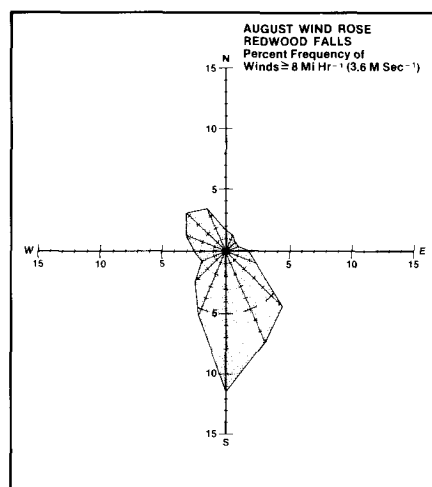 AUGUST WIND ROSE
REDWOOD FALLS
Percent Frequency of
Winds ≥ 8 Mi Hr⁻¹ (3.6 M Sec⁻¹)
N
15
10
5
W
E
15
10
5
5
10
15
5
10
15
S